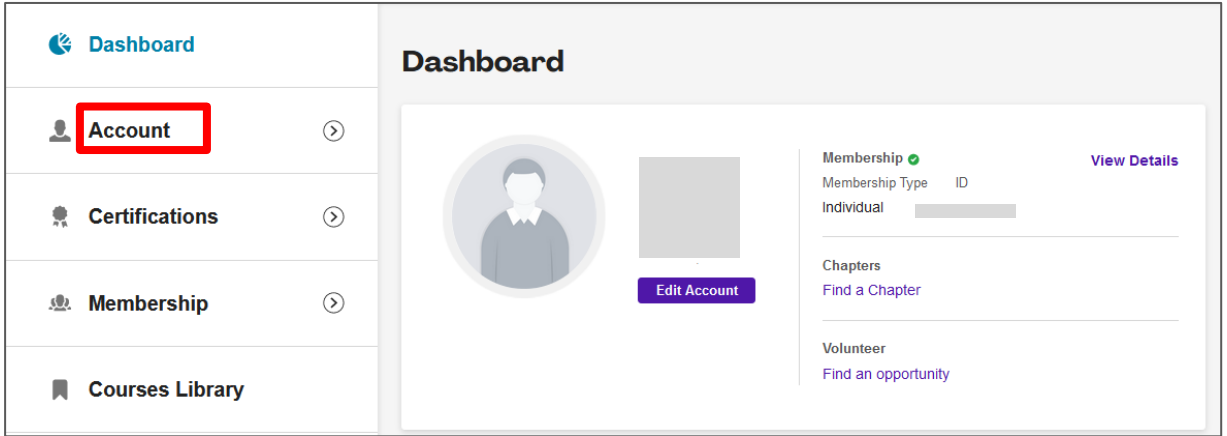 Dashboard
Account
Certifications
Membership
Courses Library
Dashboard
Edit Account
Membership
View Details
Membership Type ID
Individual
Chapters
Find a Chapter
Volunteer
Find an opportunity